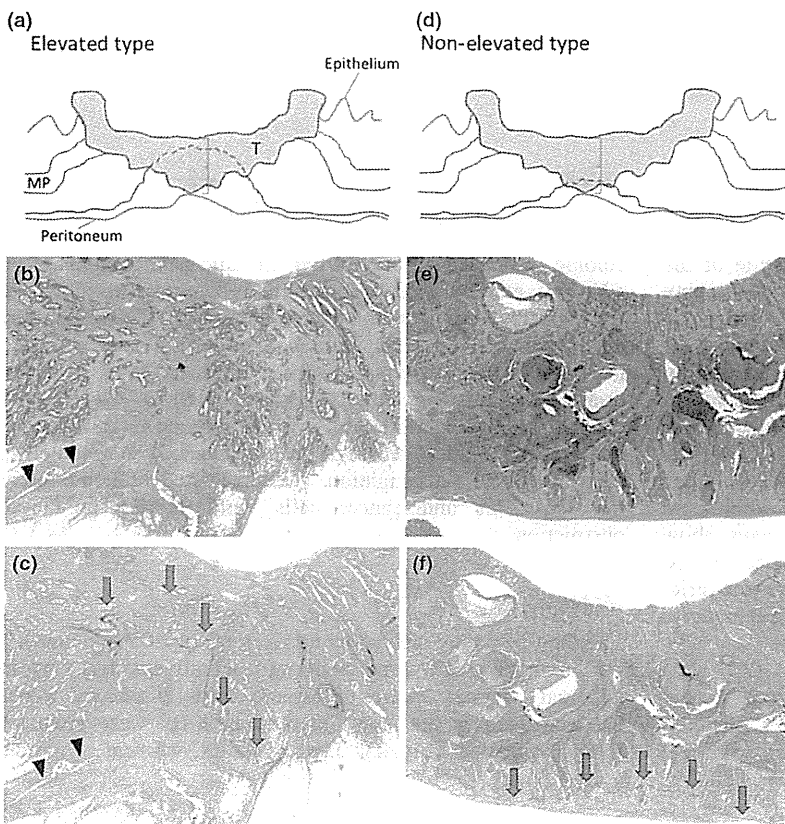 (a)
Elevated type
Epithelium
T
MP
Peritoneum
(d)
Non-elevated type
(b)
(e)
(c)
(f)